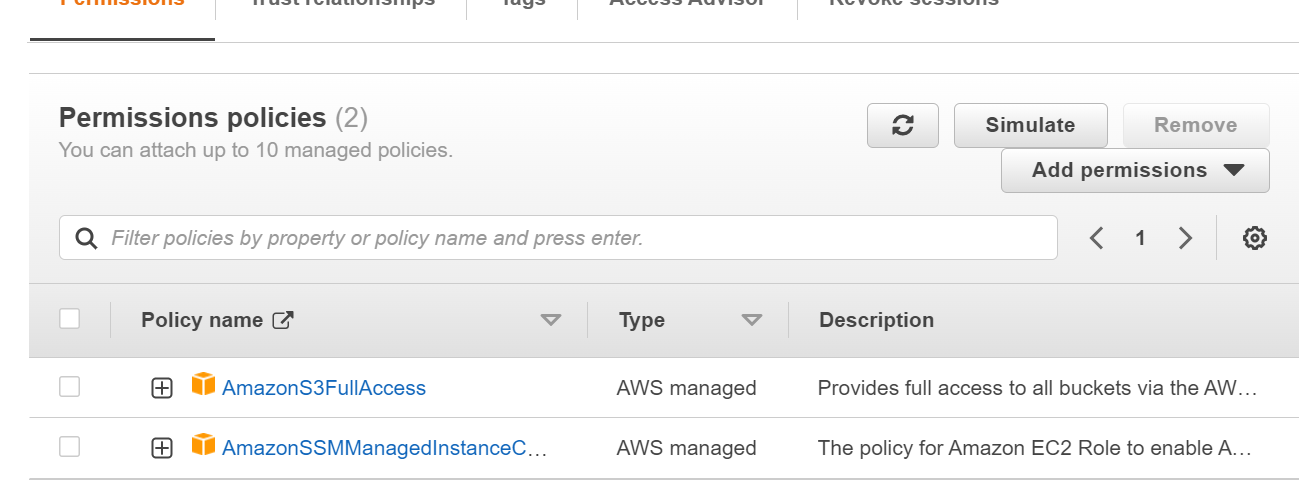 Permissions
Trust relationships
Tags
Access Advisor
Revoke sessions
Permissions policies (2)
You can attach up to 10 managed policies.
Simulate
Remove
Add permissions
Filter policies by property or policy name and press enter.
1
Policy name
Type
Description
AmazonS3FullAccess
AWS managed
Provides full access to all buckets via the AW…
AmazonSSMManagedInstanceC…
AWS managed
The policy for Amazon EC2 Role to enable A…